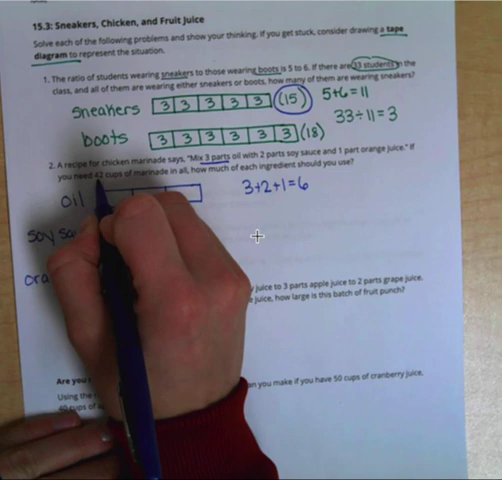 15.3: Sneakers, Chicken, and Fruit Juice
Solve each of the following problems and show your thinking. If you get stuck, consider drawing a tape
diagram to represent the situation.
1. The ratio of students wearing sneakers to those wearing boots is 5 to 6. If there are 33 students in the
class, and all of them are wearing either sneakers or boots, how many of them are wearing sneakers?
sneakers 3 3 3 3 3 (15) 5+6=11
33÷11=3
boots 3 3 3 3 3 3 (18)
2. A recipe for chicken marinade says, "Mix 3 parts oil with 2 parts soy sauce and 1 part orange juice." If
you need 42 cups of marinade in all, how much of each ingredient should you use?
oil 3+2+1=6
soy sa
ora
juice to 3 parts apple juice to 2 parts grape juice.
juice, how large is this batch of fruit punch?
Are you
an you make if you have 50 cups of cranberry juice,
Using the
40 cups of